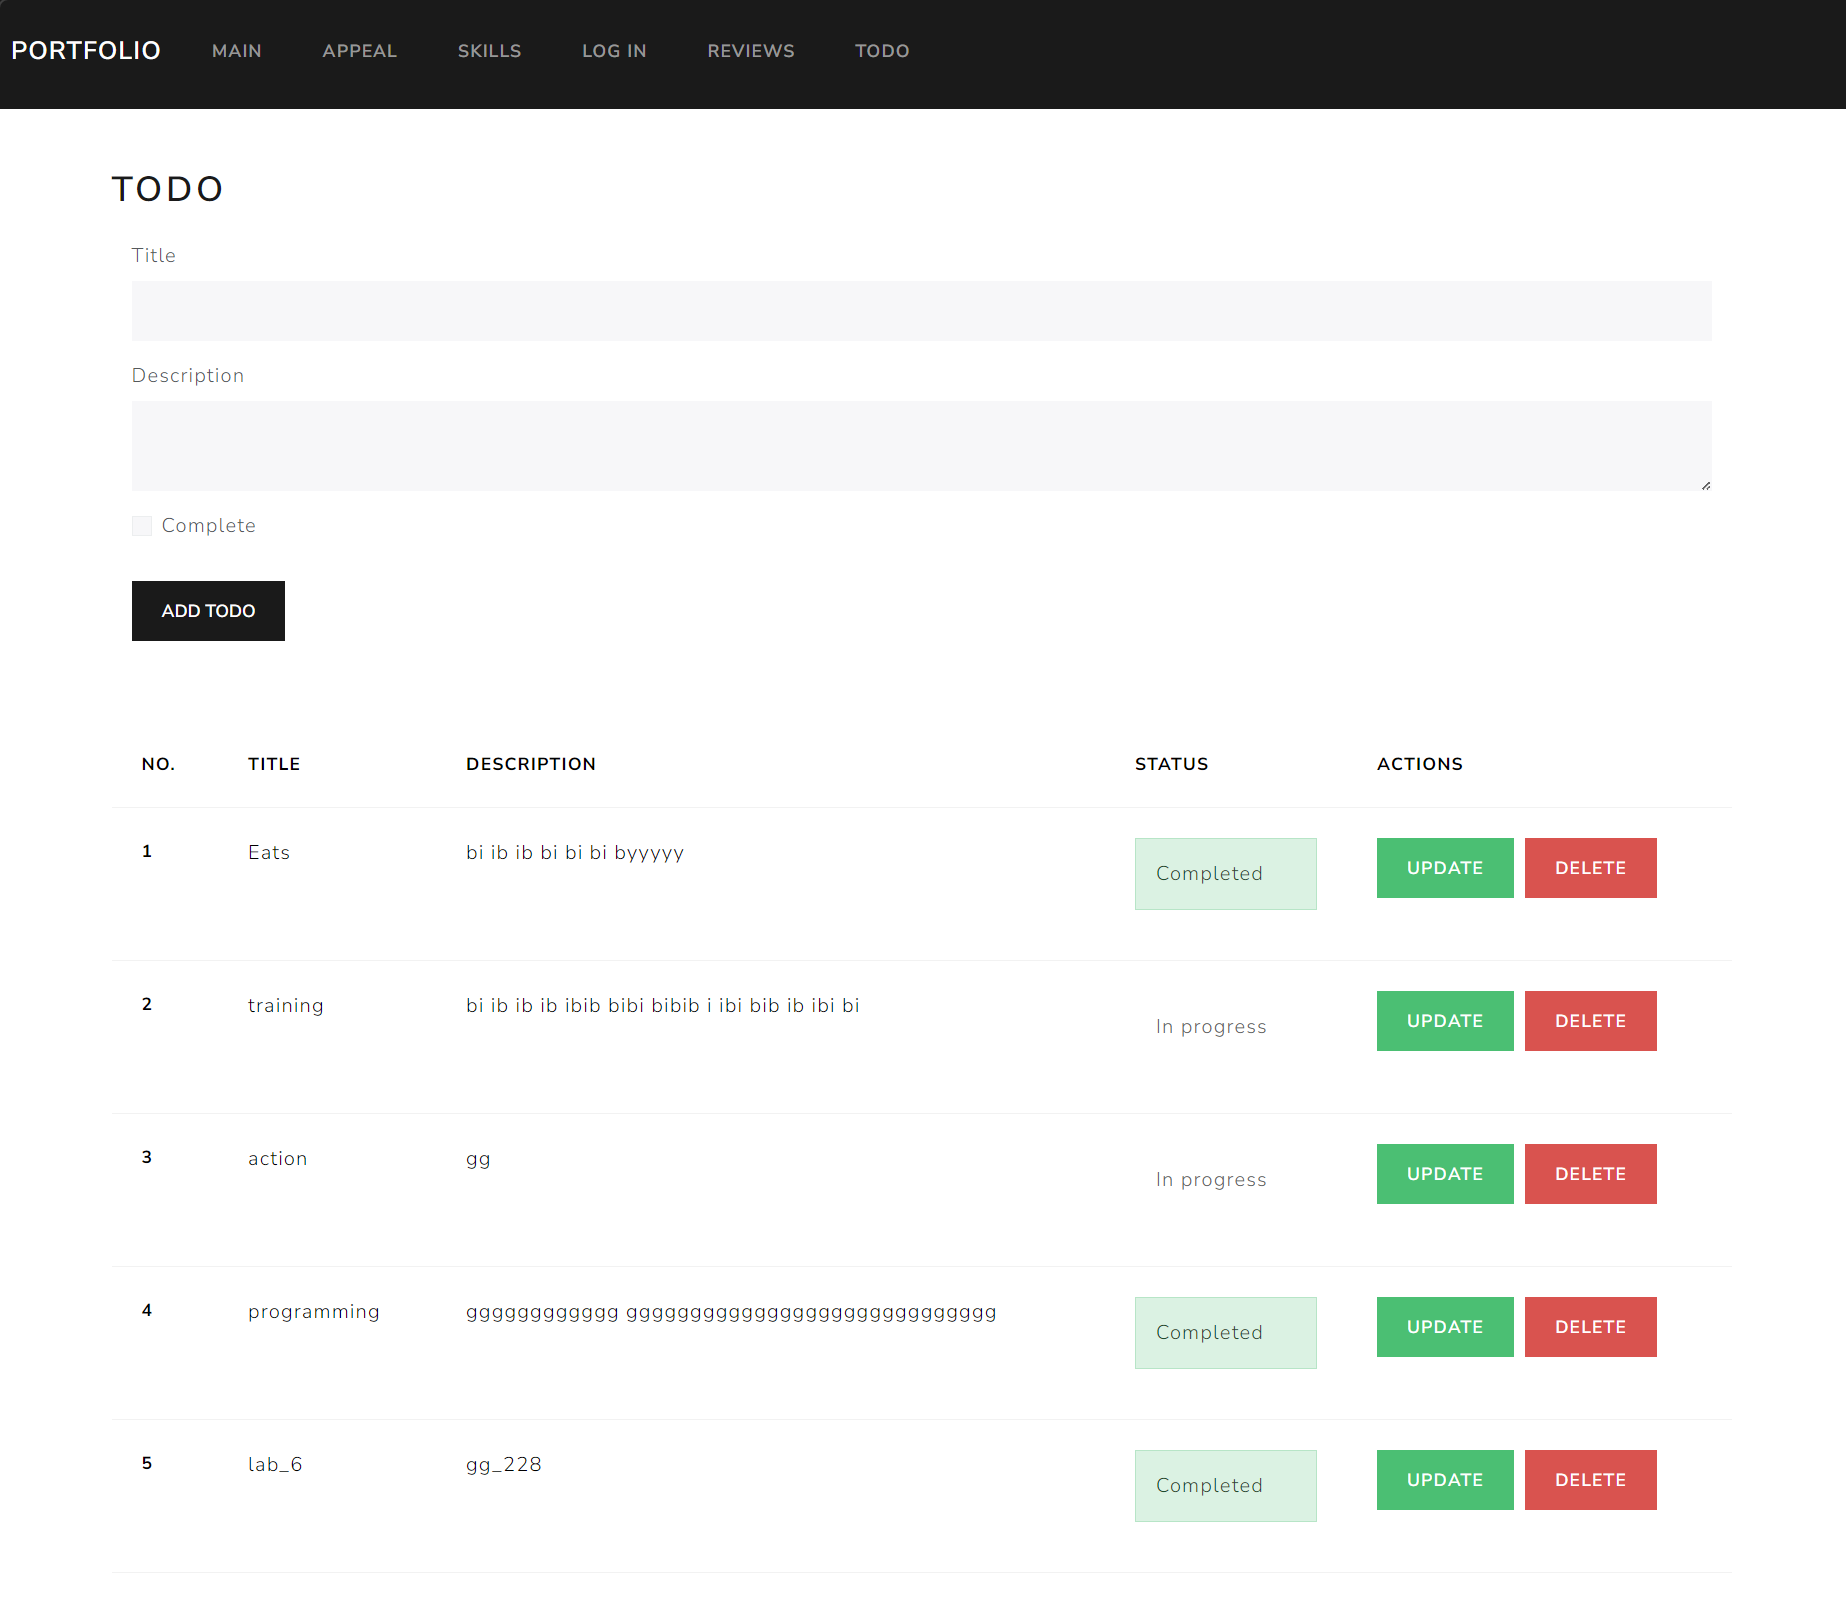 PORTFOLIO MAIN APPEAL SKILLS LOG IN REVIEWS TODO
TODO
Title
Description
Complete
ADD TODO
NO. TITLE DESCRIPTION STATUS ACTIONS
1 Eats bi ib ib bi bi bi byyyyy Completed UPDATE DELETE
2 training bi ib ib ib ibib bibi bibib i ibi bib ib ibi bi In progress UPDATE DELETE
3 action gg In progress UPDATE DELETE
4 programming gggggggggggg ggggggggggggggggggggggggggggg Completed UPDATE DELETE
5 lab_6 gg_228 Completed UPDATE DELETE